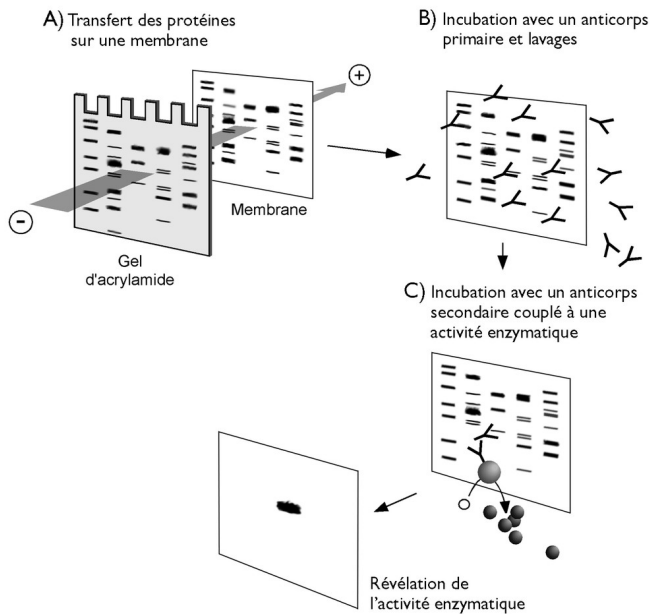 A) Transfert des protéines
sur une membrane
+
−
Membrane
Gel
d'acrylamide
B) Incubation avec un anticorps
primaire et lavages
C) Incubation avec un anticorps
secondaire couplé à une
activité enzymatique
Révélation de
l'activité enzymatique